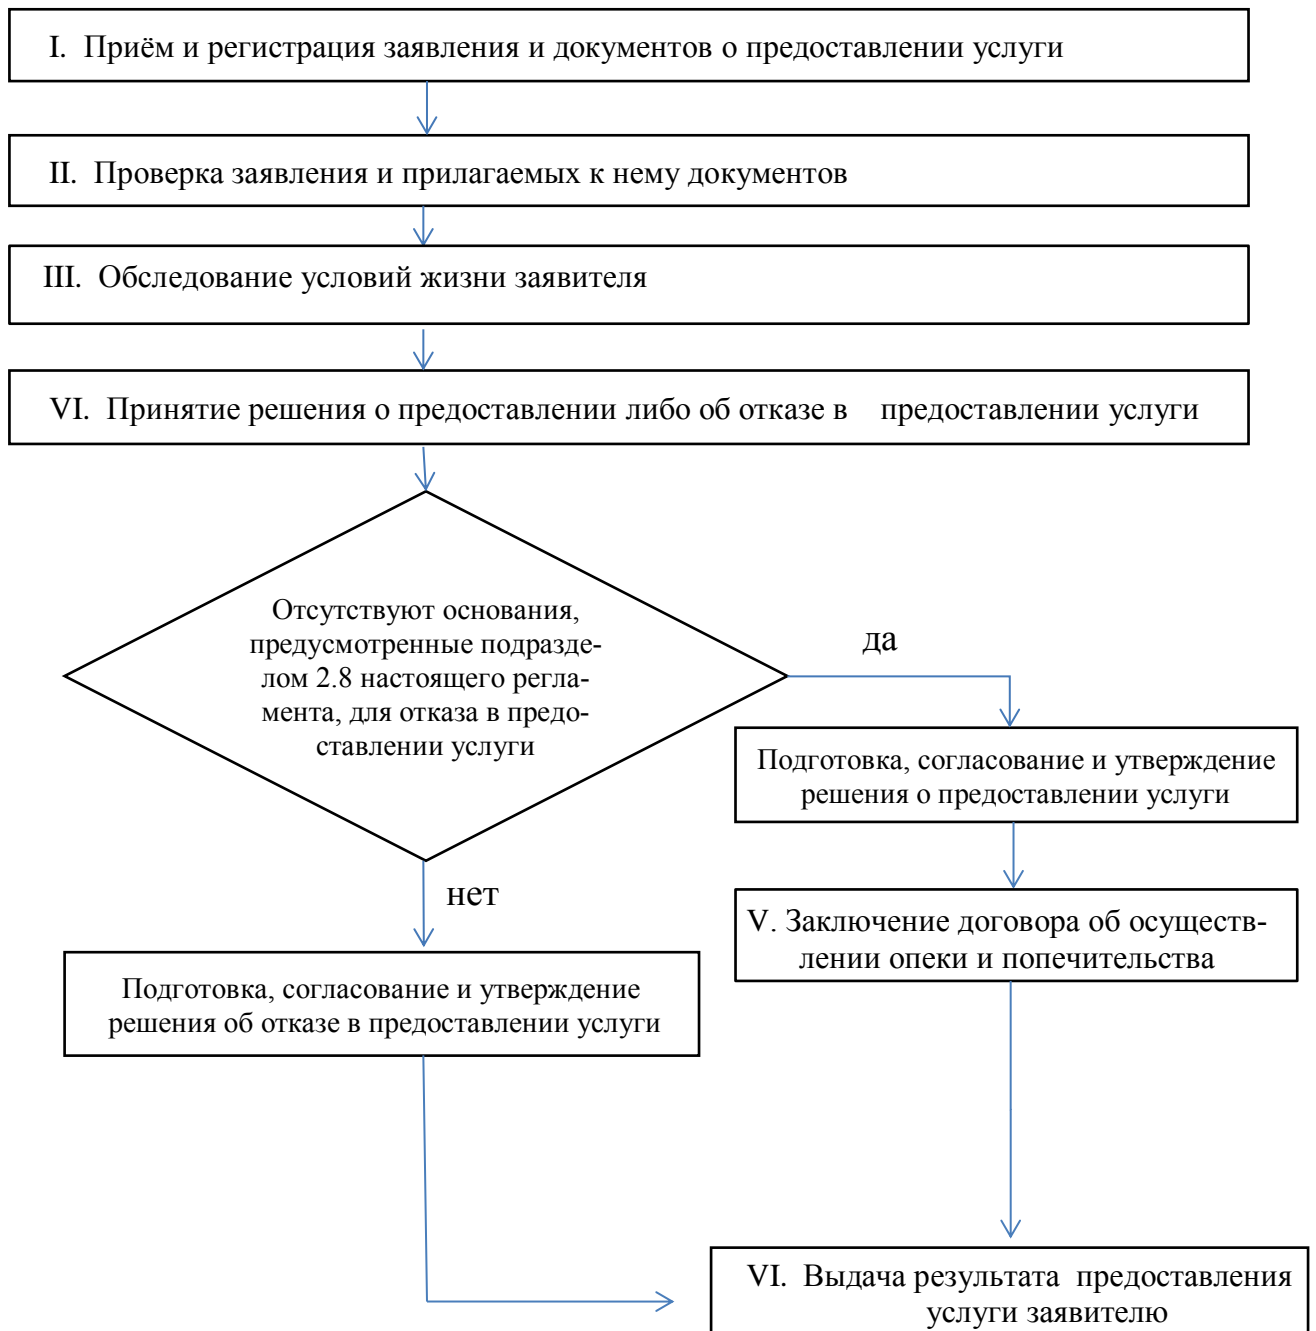 I. Приём и регистрация заявления и документов о предоставлении услуги
II. Проверка заявления и прилагаемых к нему документов
III. Обследование условий жизни заявителя
VI. Принятие решения о предоставлении либо об отказе в предоставлении услуги
Отсутствуют основания,
предусмотренные подразде-
лом 2.8 настоящего регла-
мента, для отказа в предо-
ставлении услуги
да
Подготовка, согласование и утверждение
решения о предоставлении услуги
нет
V. Заключение договора об осуществ-
лении опеки и попечительства
Подготовка, согласование и утверждение
решения об отказе в предоставлении услуги
VI. Выдача результата предоставления
услуги заявителю